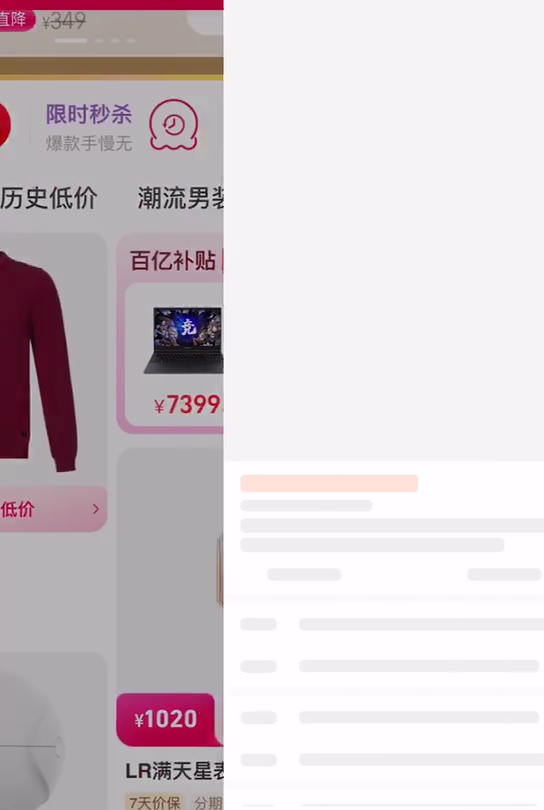 直降 ¥349
限时秒杀
爆款手慢无
历史低价 潮流男装
百亿补贴
竞
¥7399
低价
¥1020
LR满天星表
7天价保 分期